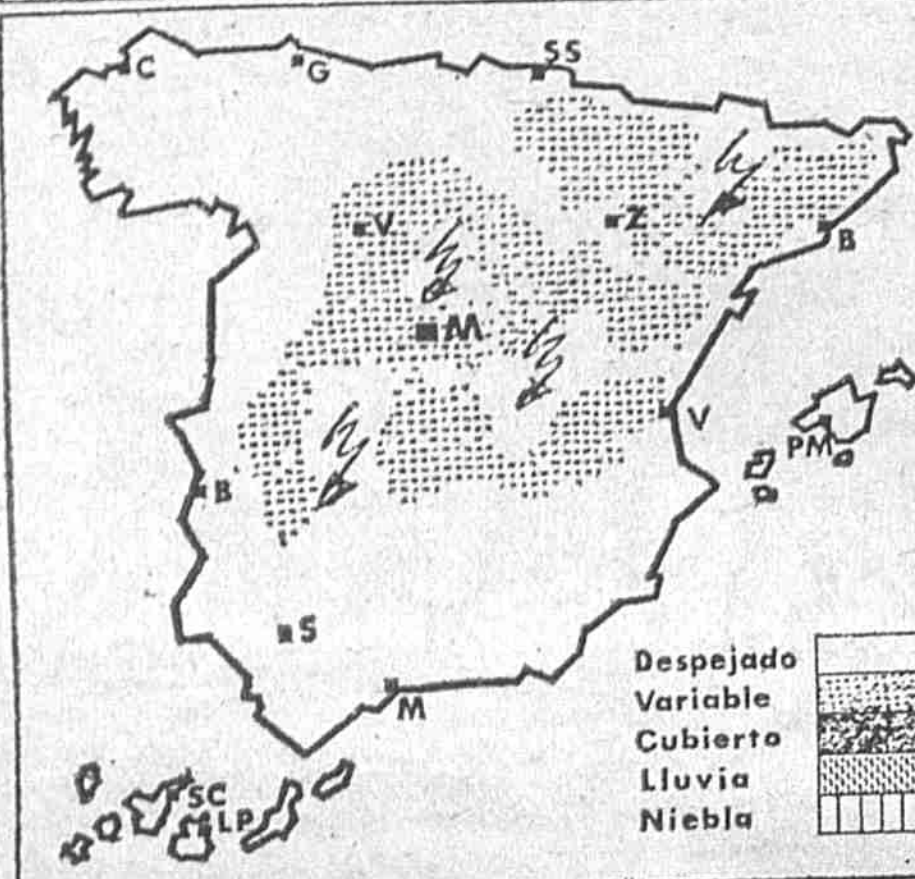 C
G
SS
V
Z
B
M
V
PM
B
S
M
SC
LP
Despejado
Variable
Cubierto
Lluvia
Niebla